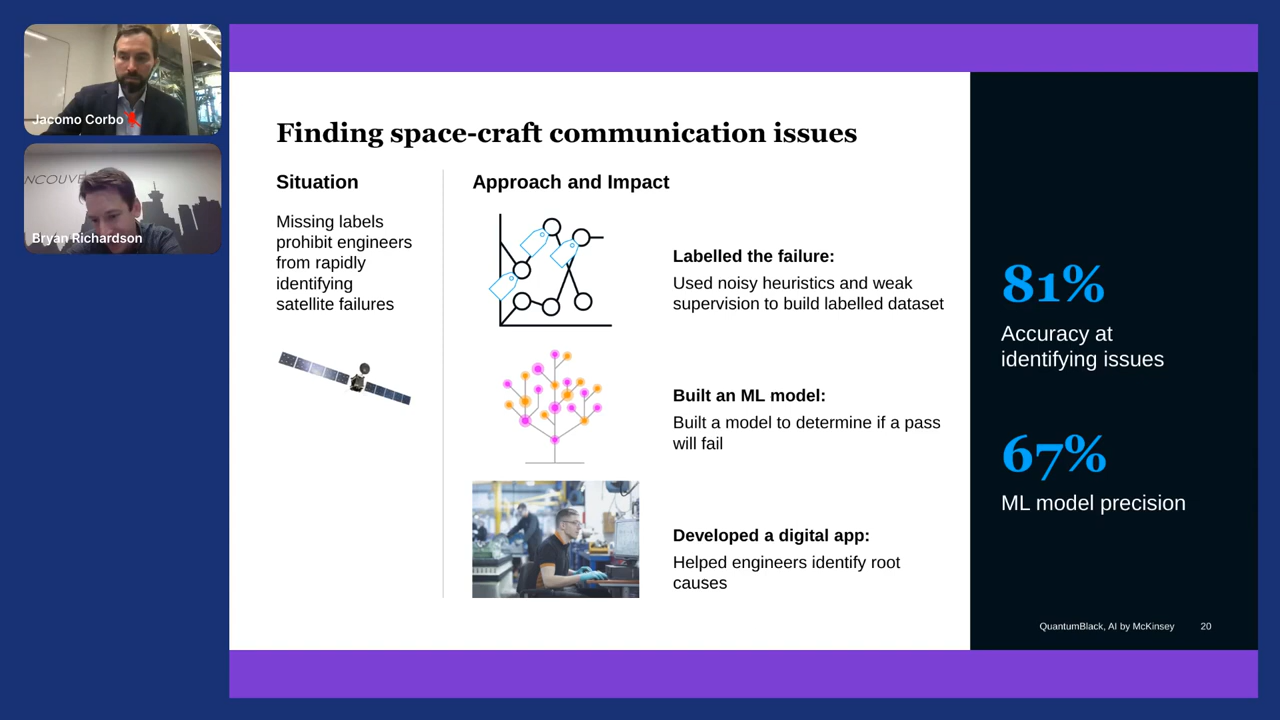 Jacomo Corbo
NCOUVE
Bryan Richardson
Finding space-craft communication issues
Situation
Missing labels
prohibit engineers
from rapidly
identifying
satellite failures
Approach and Impact
Labelled the failure:
Used noisy heuristics and weak
supervision to build labelled dataset
Built an ML model:
Built a model to determine if a pass
will fail
Developed a digital app:
Helped engineers identify root
causes
81%
Accuracy at
identifying issues
67%
ML model precision
QuantumBlack, AI by McKinsey 20